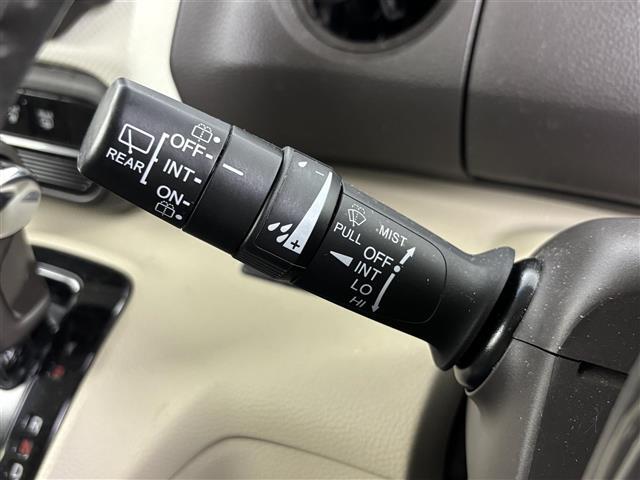 OFF
REAR INT
ON
- +
PULL
MIST
OFF
INT
LO
HI